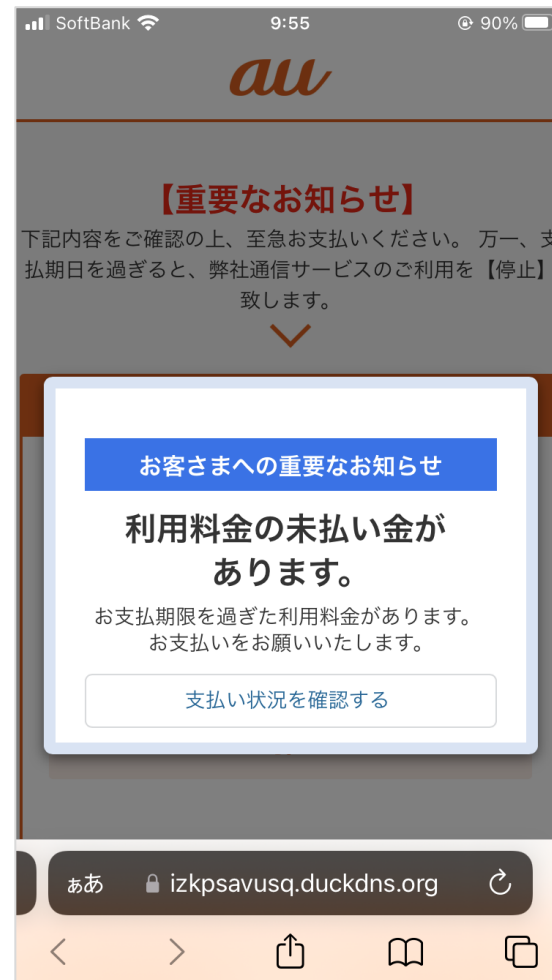 SoftBank 9:55 90%
au
【重要なお知らせ】
下記内容をご確認の上、至急お支払いください。 万一、支
払期日を過ぎると、弊社通信サービスのご利用を【停止】
致します。
お客さまへの重要なお知らせ
利用料金の未払い金が
あります。
お支払期限を過ぎた利用料金があります。
お支払いをお願いいたします。
支払い状況を確認する
ぁあ izkpsavusq.duckdns.org